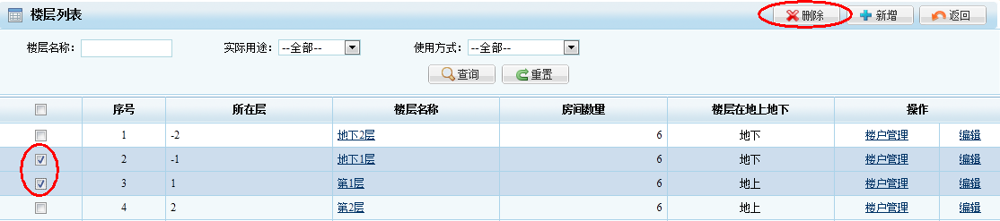 楼层列表 删除 新增 返回
楼层名称： 实际用途： --全部-- 使用方式： --全部--
查询 重置
序号 所在层 楼层名称 房间数量 楼层在地上地下 操作
1 -2 地下2层 6 地下 楼户管理 编辑
2 -1 地下1层 6 地下 楼户管理 编辑
3 1 第1层 6 地上 楼户管理 编辑
4 2 第2层 6 地上 楼户管理 编辑